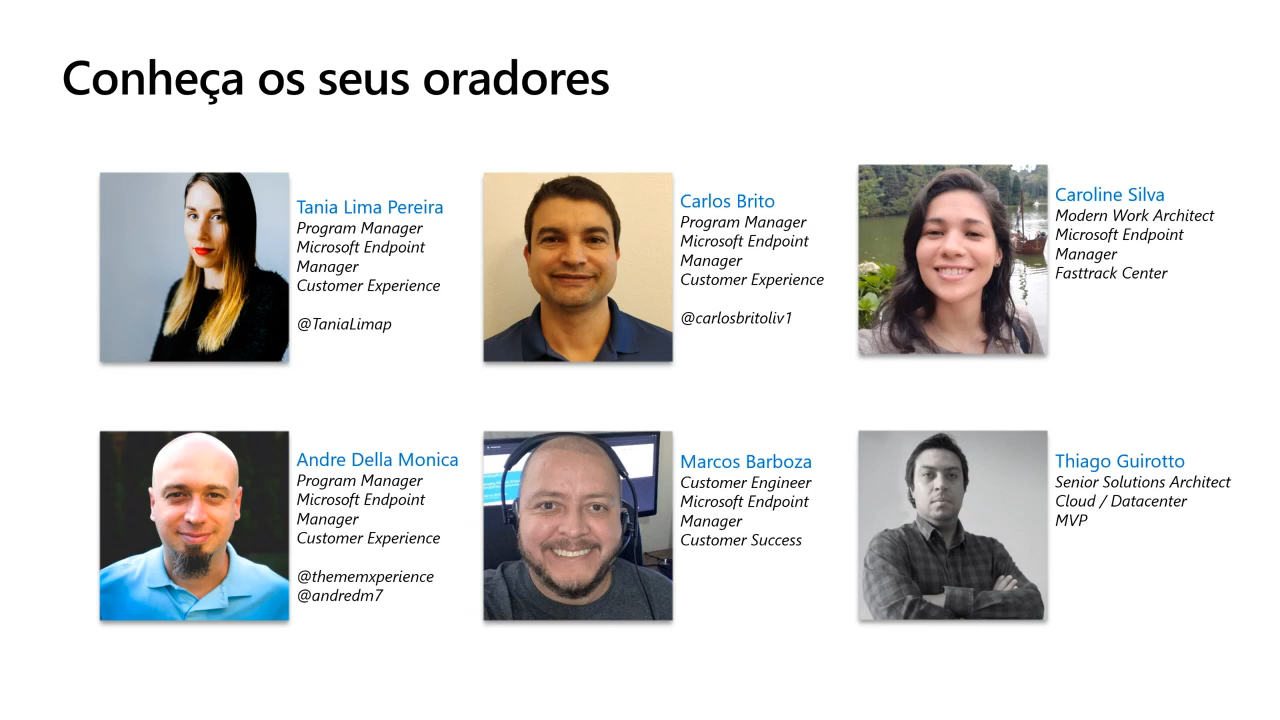 Conheça os seus oradores
Tania Lima Pereira
Program Manager
Microsoft Endpoint
Manager
Customer Experience
@TaniaLimap
Carlos Brito
Program Manager
Microsoft Endpoint
Manager
Customer Experience
@carlosbritoliv1
Caroline Silva
Modern Work Architect
Microsoft Endpoint
Manager
Fasttrack Center
Andre Della Monica
Program Manager
Microsoft Endpoint
Manager
Customer Experience
@thememxperience
@andredm7
Marcos Barboza
Customer Engineer
Microsoft Endpoint
Manager
Customer Success
Thiago Guirotto
Senior Solutions Architect
Cloud / Datacenter
MVP